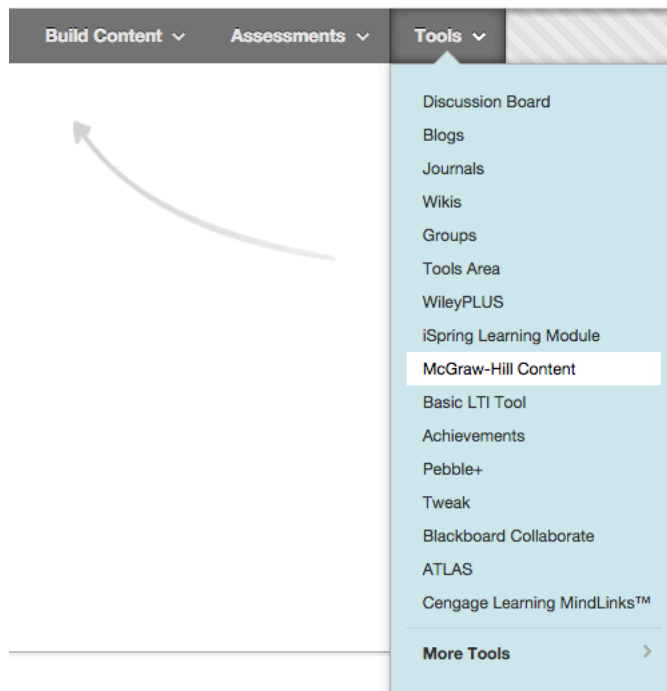 Build Content Assessments Tools
Discussion Board
Blogs
Journals
Wikis
Groups
Tools Area
WileyPLUS
iSpring Learning Module
McGraw-Hill Content
Basic LTI Tool
Achievements
Pebble+
Tweak
Blackboard Collaborate
ATLAS
Cengage Learning MindLinks™
More Tools